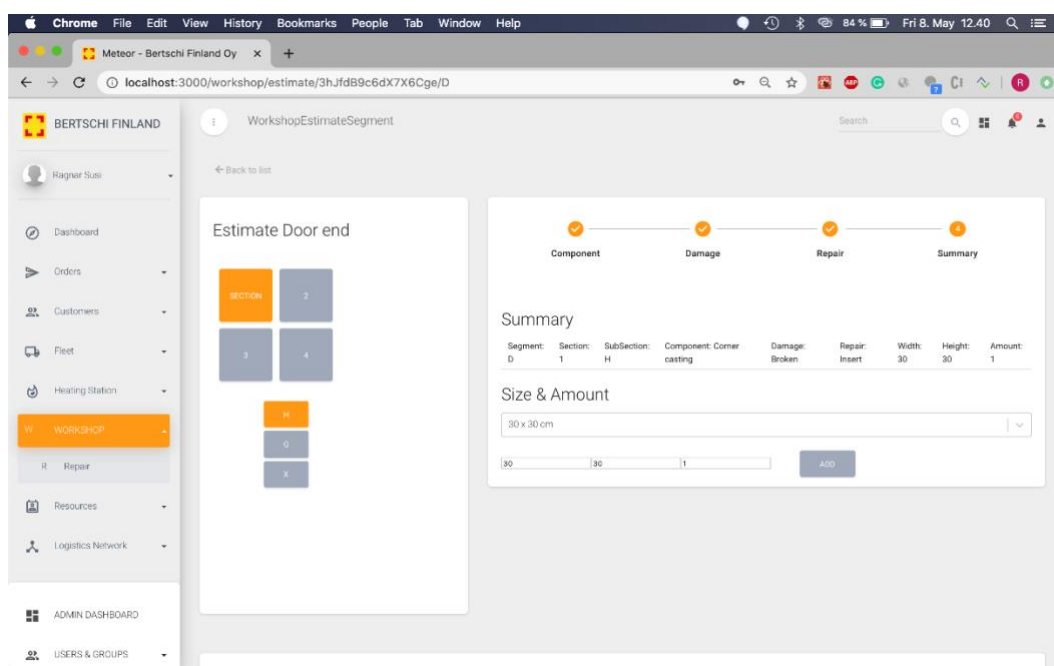 Chrome File Edit View History Bookmarks People Tab Window Help 84 % Fri 8. May 12.40
Meteor - Bertschi Finland Oy
localhost:3000/workshop/estimate/3hJfdB9c6dX7X6Cge/D
BERTSCHI FINLAND
WorkshopEstimateSegment
Search
Ragnar Susi
Back to list
Dashboard
Orders
Customers
Fleet
Heating Station
W WORKSHOP
R Repair
Resources
Logistics Network
ADMIN DASHBOARD
USERS & GROUPS
Estimate Door end
SECTION 2
3 4
H
Q
X
4
Component Damage Repair Summary
Summary
Segment: Section: SubSection: Component: Corner Damage: Repair: Width: Height: Amount:
D 1 H casting Broken Insert 30 30 1
Size & Amount
30 x 30 cm
30 30 1 ADD